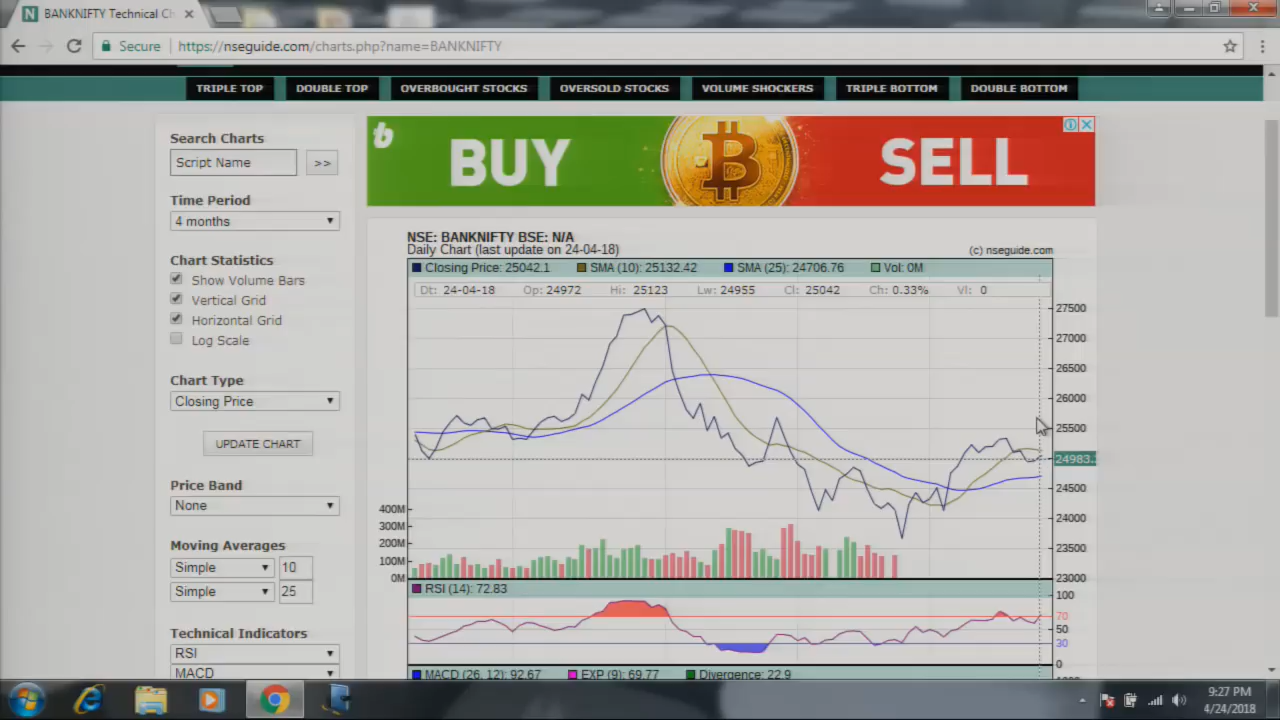 BANKNIFTY Technical Ch
Secure https://nseguide.com/charts.php?name=BANKNIFTY
TRIPLE TOP DOUBLE TOP OVERBOUGHT STOCKS OVERSOLD STOCKS VOLUME SHOCKERS TRIPLE BOTTOM DOUBLE BOTTOM
Search Charts
Script Name >>
Time Period
4 months
Chart Statistics
Show Volume Bars
Vertical Grid
Horizontal Grid
Log Scale
Chart Type
Closing Price
UPDATE CHART
Price Band
None
Moving Averages
Simple 10
Simple 25
Technical Indicators
RSI
MACD
BUY SELL
NSE: BANKNIFTY BSE: N/A
Daily Chart (last update on 24-04-18) (c) nseguide.com
Closing Price: 25042.1 SMA (10): 25132.42 SMA (25): 24706.76 Vol: 0M
Dt: 24-04-18 Op: 24972 Hi: 25123 Lw: 24955 Cl: 25042 Ch: 0.33% Vl: 0
27500
27000
26500
26000
25500
24983.
24500
400M 24000
300M
200M 23500
100M
0M 23000
RSI (14): 72.83
100
70
50
30
0
MACD (26, 12): 92.67 EXP (9): 69.77 Divergence: 22.9
9:27 PM
4/24/2018